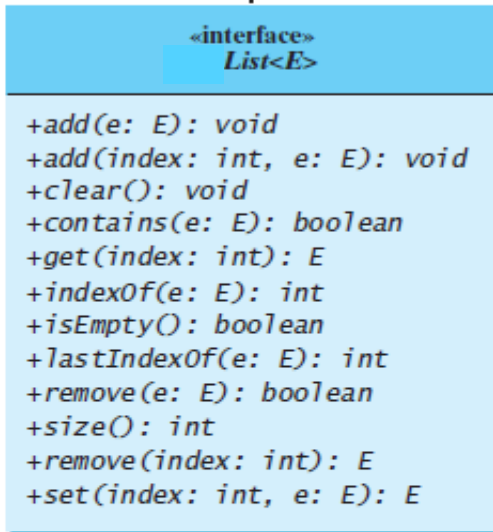 «interface»
List<E>
+add(e: E): void
+add(index: int, e: E): void
+clear(): void
+contains(e: E): boolean
+get(index: int): E
+indexOf(e: E): int
+isEmpty(): boolean
+lastIndexOf(e: E): int
+remove(e: E): boolean
+size(): int
+remove(index: int): E
+set(index: int, e: E): E